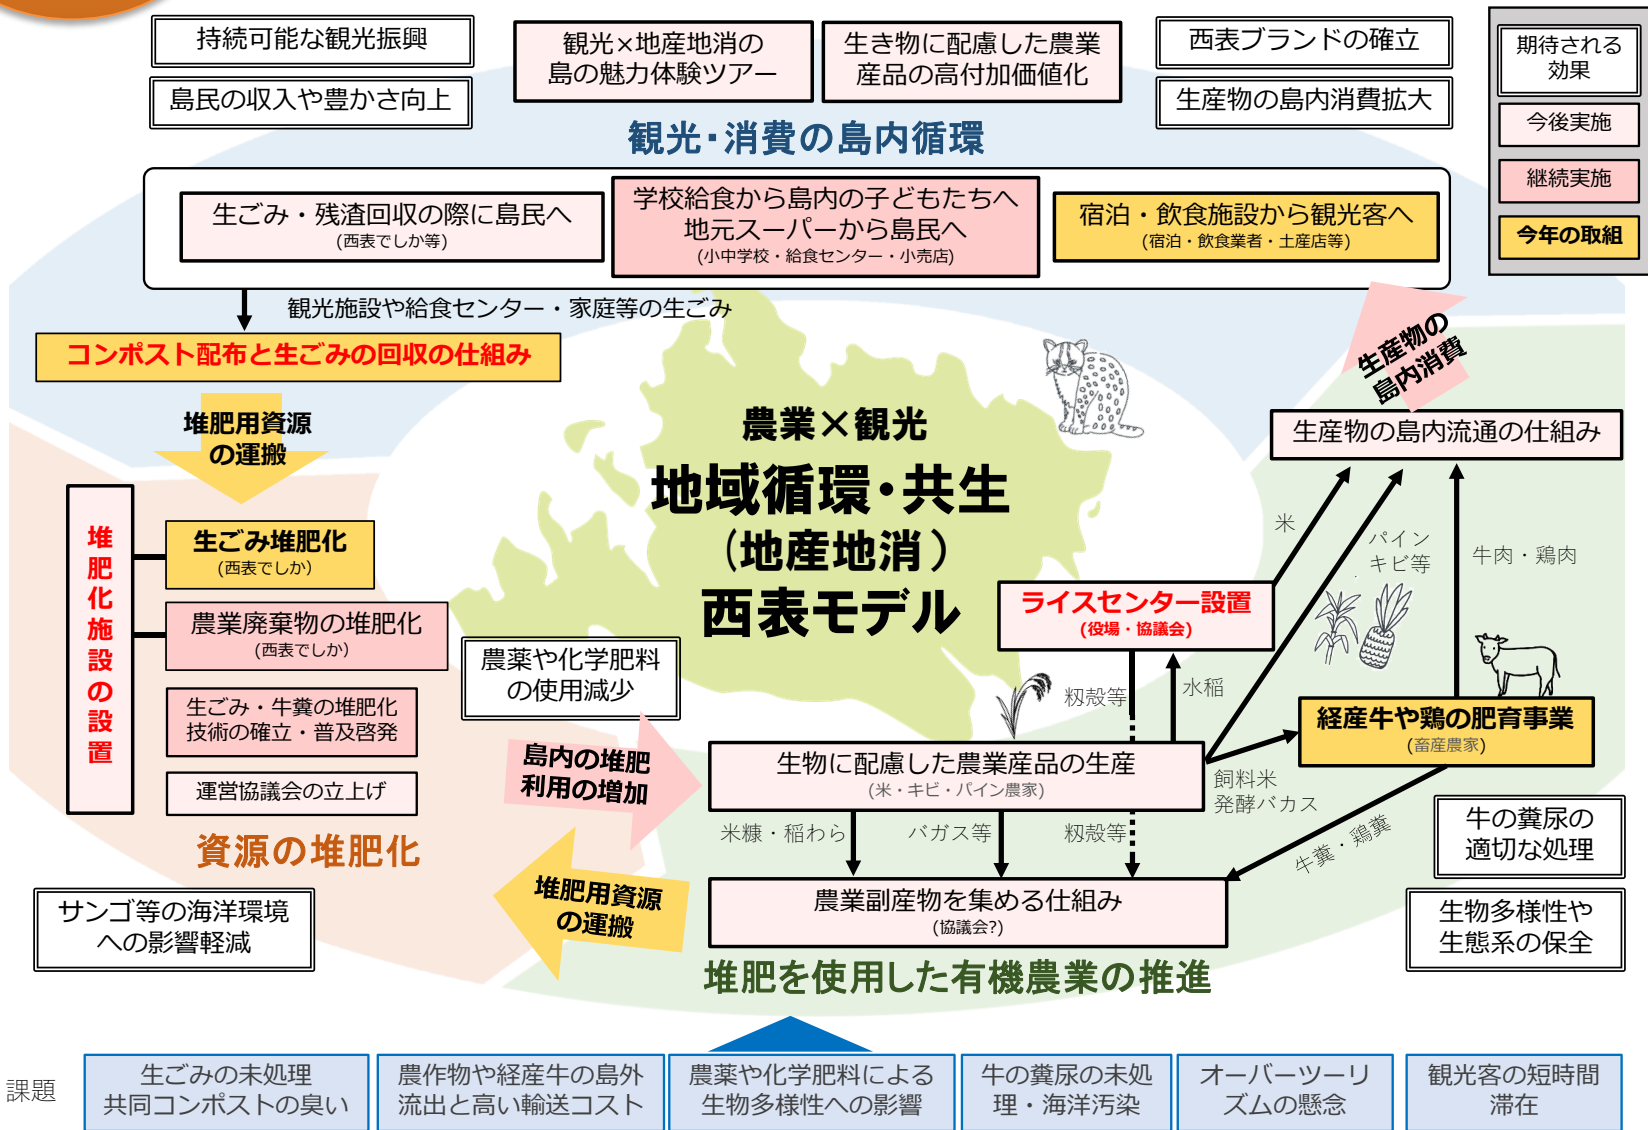 持続可能な観光振興
島民の収入や豊かさ向上
観光×地産地消の
島の魅力体験ツアー
生き物に配慮した農業
産品の高付加価値化
西表ブランドの確立
生産物の島内消費拡大
期待される
効果
今後実施
継続実施
今年の取組
観光・消費の島内循環
生ごみ・残渣回収の際に島民へ
(西表でしか等)
学校給食から島内の子どもたちへ
地元スーパーから島民へ
(小中学校・給食センター・小売店)
宿泊・飲食施設から観光客へ
(宿泊・飲食業者・土産店等)
観光施設や給食センター・家庭等の生ごみ
コンポスト配布と生ごみの回収の仕組み
生産物の
島内消費
堆肥用資源
の運搬
農業×観光
地域循環・共生
(地産地消)
西表モデル
生産物の島内流通の仕組み
堆肥化施設の設置
生ごみ堆肥化
(西表でしか)
農業廃棄物の堆肥化
(西表でしか)
生ごみ・牛糞の堆肥化
技術の確立・普及啓発
運営協議会の立上げ
資源の堆肥化
米
パイン
キビ等
牛肉・鶏肉
ライスセンター設置
(役場・協議会)
農薬や化学肥料
の使用減少
籾殻等
水稲
経産牛や鶏の肥育事業
(畜産農家)
島内の堆肥
利用の増加
生物に配慮した農業産品の生産
(米・キビ・パイン農家)
飼料米
発酵バカス
米糠・稲わら
バガス等
籾殻等
牛糞・鶏糞
牛の糞尿の
適切な処理
堆肥用資源
の運搬
農業副産物を集める仕組み
(協議会?)
サンゴ等の海洋環境
への影響軽減
生物多様性や
生態系の保全
堆肥を使用した有機農業の推進
課題
生ごみの未処理
共同コンポストの臭い
農作物や経産牛の島外
流出と高い輸送コスト
農薬や化学肥料による
生物多様性への影響
牛の糞尿の未処
理・海洋汚染
オーバーツーリ
ズムの懸念
観光客の短時間
滞在